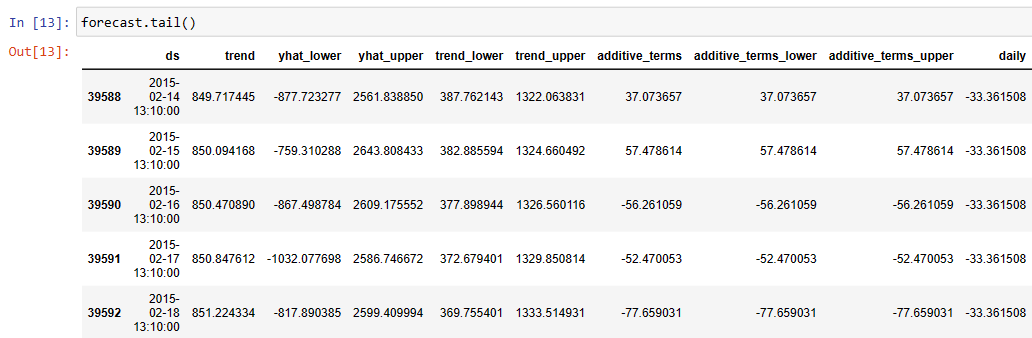 In [13]: forecast.tail()
Out[13]:
ds trend yhat_lower yhat_upper trend_lower trend_upper additive_terms additive_terms_lower additive_terms_upper daily
2015-
39588 02-14 849.717445 -877.723277 2561.838850 387.762143 1322.063831 37.073657 37.073657 37.073657 -33.361508
13:10:00
2015-
39589 02-15 850.094168 -759.310288 2643.808433 382.885594 1324.660492 57.478614 57.478614 57.478614 -33.361508
13:10:00
2015-
39590 02-16 850.470890 -867.498784 2609.175552 377.898944 1326.560116 -56.261059 -56.261059 -56.261059 -33.361508
13:10:00
2015-
39591 02-17 850.847612 -1032.077698 2586.746672 372.679401 1329.850814 -52.470053 -52.470053 -52.470053 -33.361508
13:10:00
2015-
39592 02-18 851.224334 -817.890385 2599.409994 369.755401 1333.514931 -77.659031 -77.659031 -77.659031 -33.361508
13:10:00